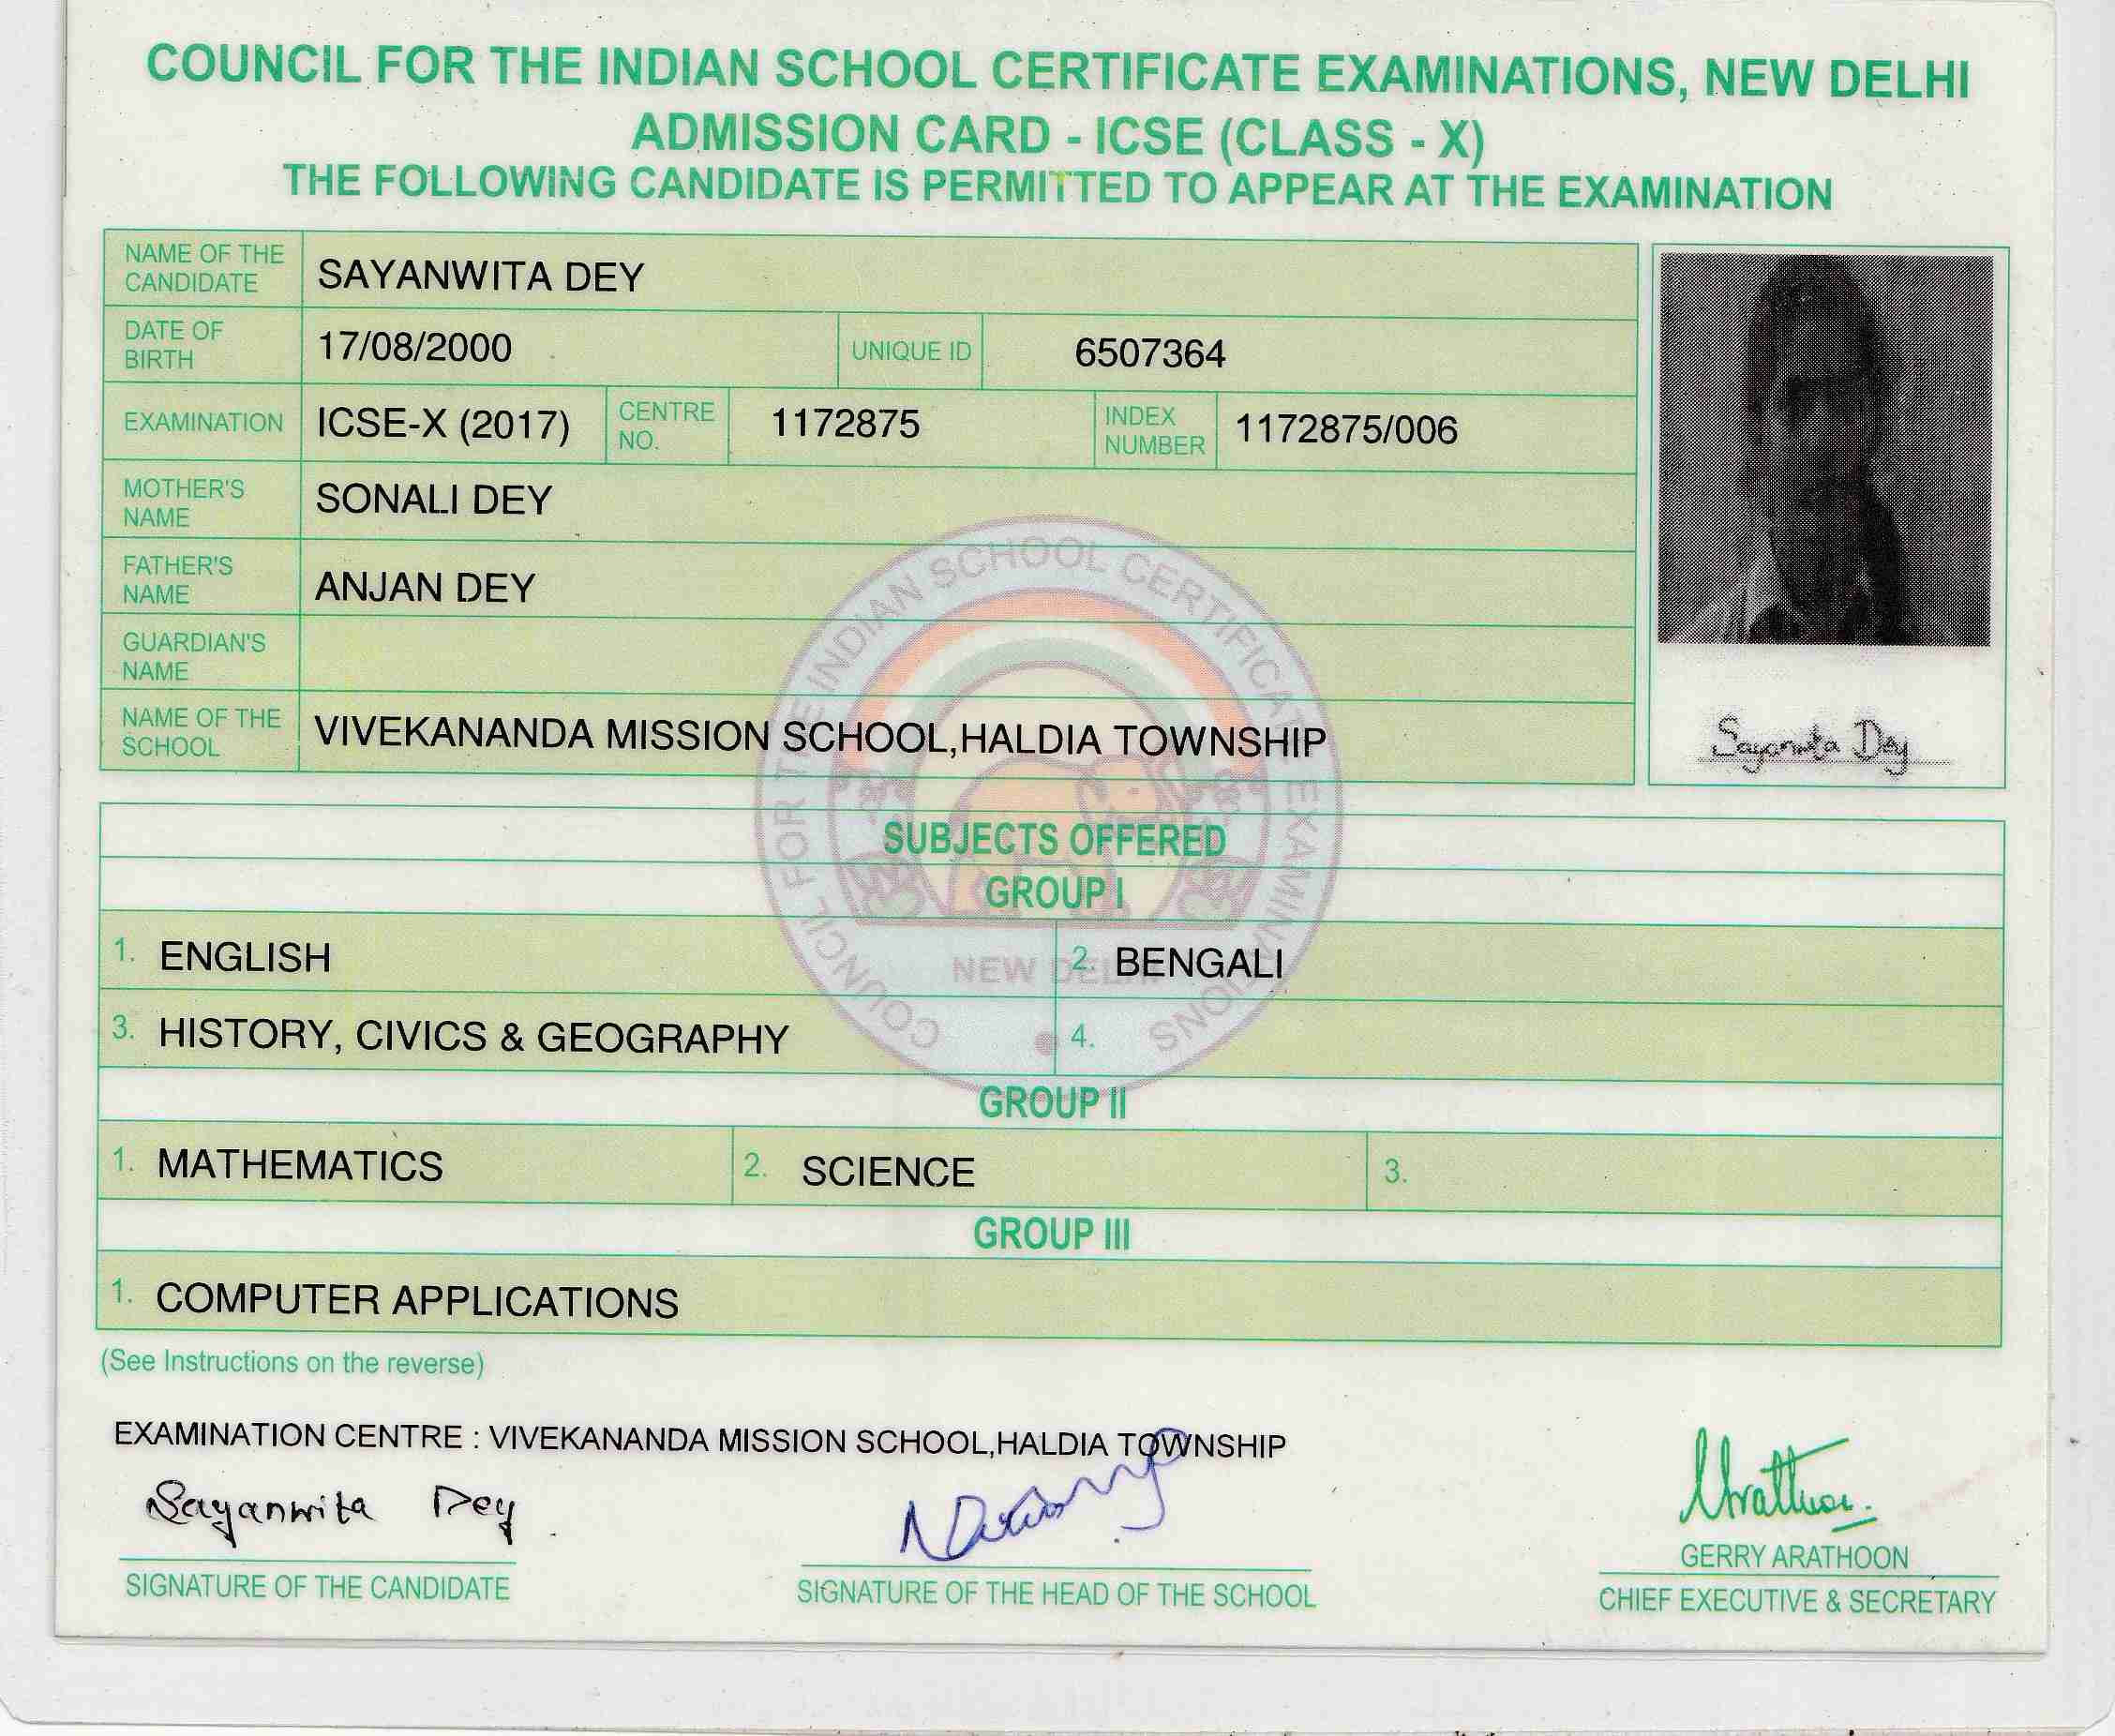 COUNCIL FOR THE INDIAN SCHOOL CERTIFICATE EXAMINATIONS, NEW DELHI
ADMISSION CARD - ICSE (CLASS - X)
THE FOLLOWING CANDIDATE IS PERMITTED TO APPEAR AT THE EXAMINATION
NAME OF THE CANDIDATE SAYANWITA DEY
DATE OF BIRTH 17/08/2000 UNIQUE ID 6507364
EXAMINATION ICSE-X (2017) CENTRE NO. 1172875 INDEX NUMBER 1172875/006
MOTHER'S NAME SONALI DEY
FATHER'S NAME ANJAN DEY
GUARDIAN'S NAME
NAME OF THE SCHOOL VIVEKANANDA MISSION SCHOOL,HALDIA TOWNSHIP
Sayanwita Dey
COUNCIL FOR THE INDIAN SCHOOL CERTIFICATE EXAMINATIONS
NEW DELHI
SUBJECTS OFFERED
GROUP I
1. ENGLISH 2. BENGALI
3. HISTORY, CIVICS & GEOGRAPHY 4.
GROUP II
1. MATHEMATICS 2. SCIENCE 3.
GROUP III
1. COMPUTER APPLICATIONS
(See Instructions on the reverse)
EXAMINATION CENTRE : VIVEKANANDA MISSION SCHOOL,HALDIA TOWNSHIP
Sayanwita Dey
SIGNATURE OF THE CANDIDATE
SIGNATURE OF THE HEAD OF THE SCHOOL
GERRY ARATHOON
CHIEF EXECUTIVE & SECRETARY